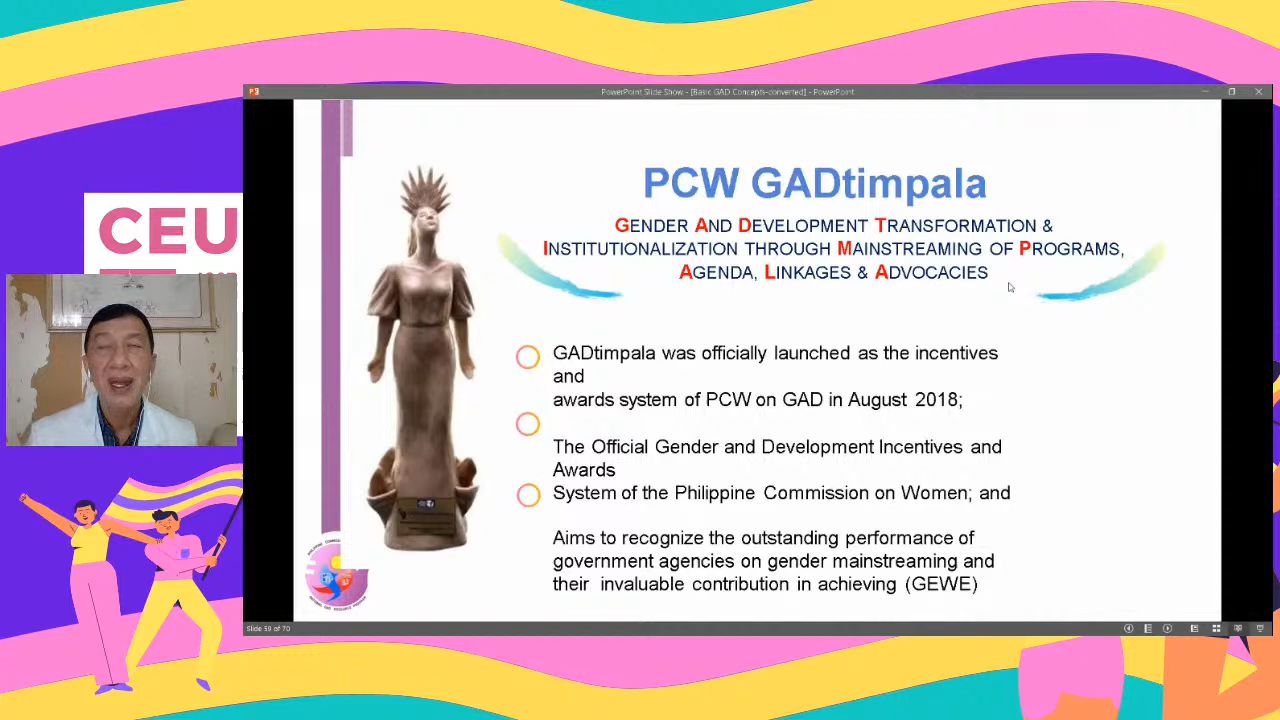 PowerPoint Slide Show - [Basic GAD Concepts-converted] - PowerPoint
CEU
PCW GADtimpala
GENDER AND DEVELOPMENT TRANSFORMATION &
INSTITUTIONALIZATION THROUGH MAINSTREAMING OF PROGRAMS,
AGENDA, LINKAGES & ADVOCACIES
GADtimpala was officially launched as the incentives
and
awards system of PCW on GAD in August 2018;
The Official Gender and Development Incentives and
Awards
System of the Philippine Commission on Women; and
Aims to recognize the outstanding performance of
government agencies on gender mainstreaming and
their invaluable contribution in achieving (GEWE)
Slide 59 of 70